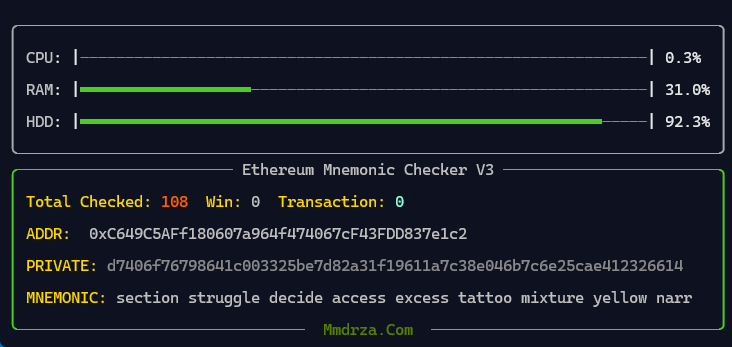 CPU: 0.3%
RAM: 31.0%
HDD: 92.3%
Ethereum Mnemonic Checker V3
Total Checked: 108 Win: 0 Transaction: 0
ADDR: 0xC649C5AFf180607a964f474067cF43FDD837e1c2
PRIVATE: d7406f76798641c003325be7d82a31f19611a7c38e046b7c6e25cae412326614
MNEMONIC: section struggle decide access excess tattoo mixture yellow narr
Mmdrza.Com